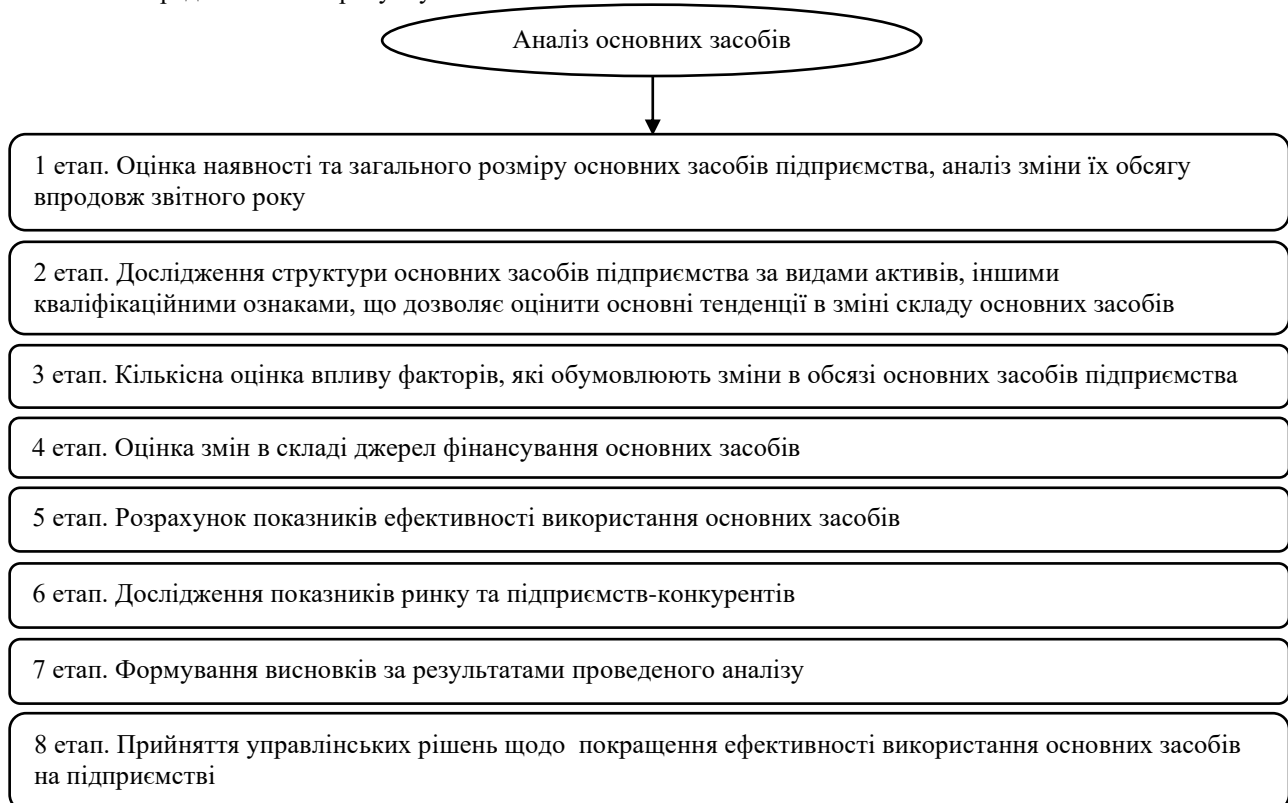 Аналіз основних засобів
1 етап. Оцінка наявності та загального розміру основних засобів підприємства, аналіз зміни їх обсягу
впродовж звітного року
2 етап. Дослідження структури основних засобів підприємства за видами активів, іншими
кваліфікаційними ознаками, що дозволяє оцінити основні тенденції в зміні складу основних засобів
3 етап. Кількісна оцінка впливу факторів, які обумовлюють зміни в обсязі основних засобів підприємства
4 етап. Оцінка змін в складі джерел фінансування основних засобів
5 етап. Розрахунок показників ефективності використання основних засобів
6 етап. Дослідження показників ринку та підприємств-конкурентів
7 етап. Формування висновків за результатами проведеного аналізу
8 етап. Прийняття управлінських рішень щодо покращення ефективності використання основних засобів
на підприємстві